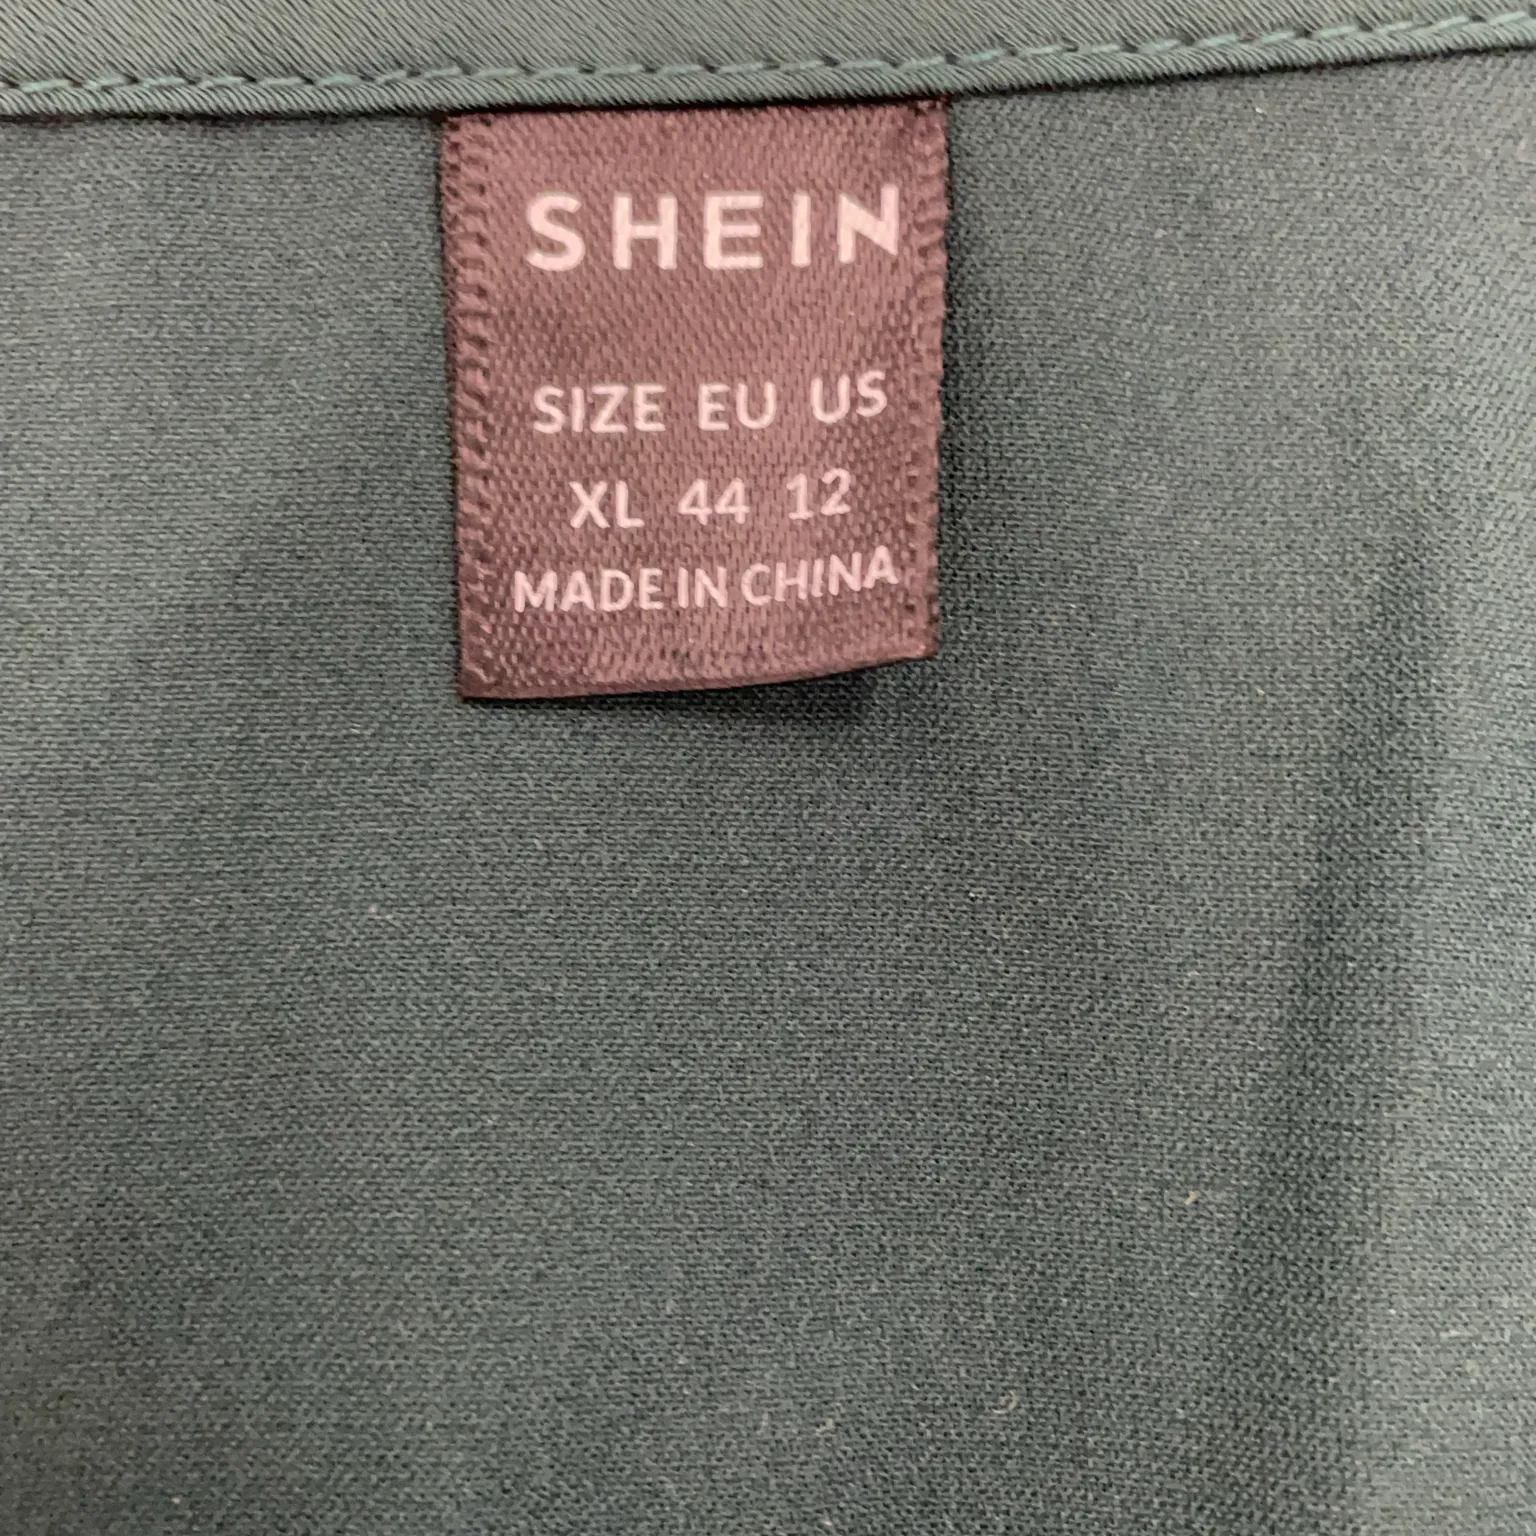 SHEIN
SIZE EU US
XL 44 12
MADE IN CHINA